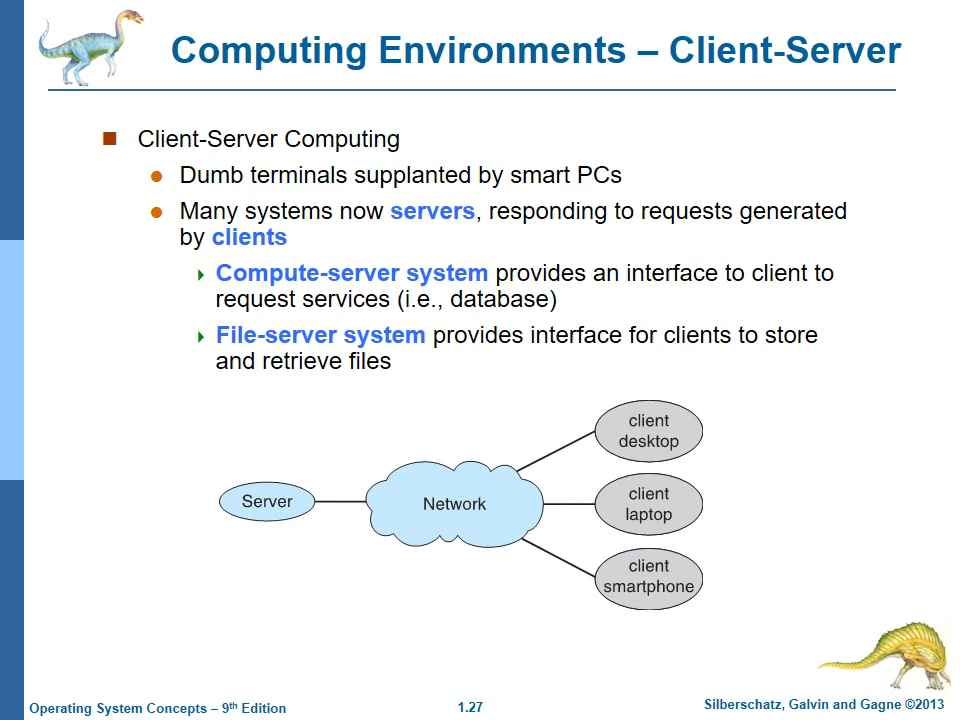 Computing Environments – Client-Server
Client-Server Computing
Dumb terminals supplanted by smart PCs
Many systems now servers, responding to requests generated
by clients
Compute-server system provides an interface to client to
request services (i.e., database)
File-server system provides interface for clients to store
and retrieve files
Server
Network
client
desktop
client
laptop
client
smartphone
Operating System Concepts – 9th Edition
1.27
Silberschatz, Galvin and Gagne ©2013